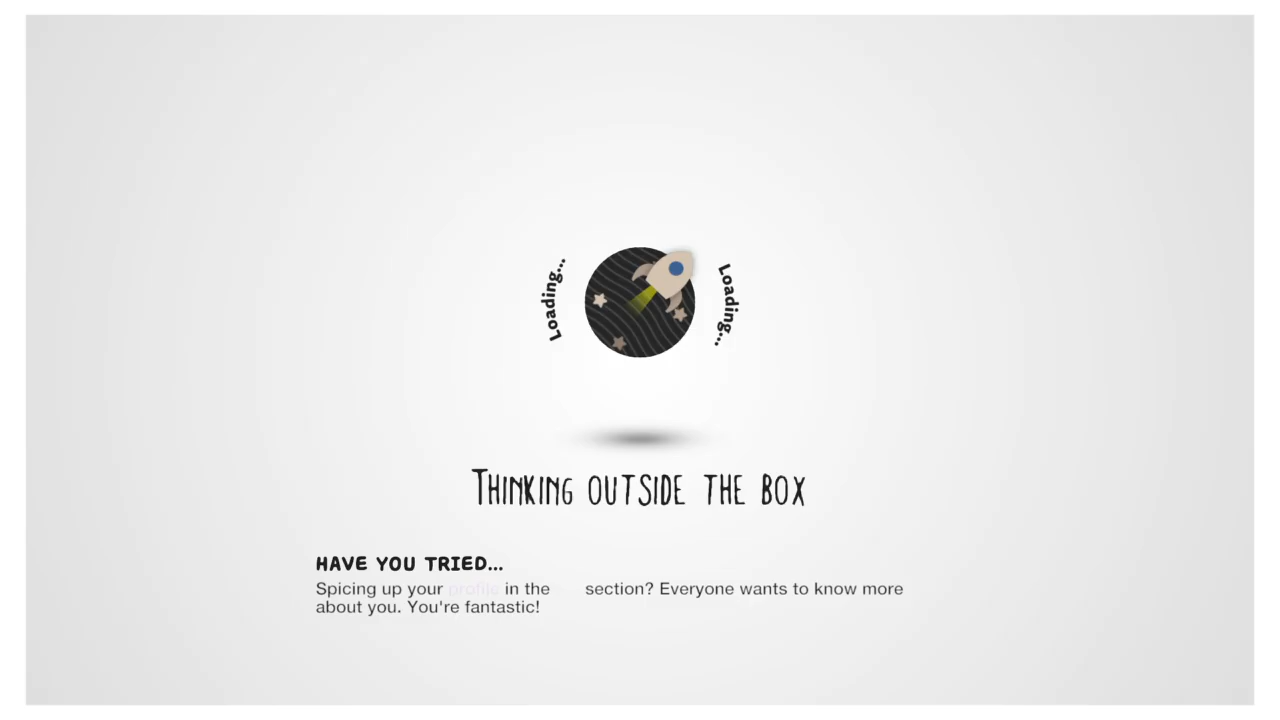 Loading...
Loading...
Thinking outside the box
Have you tried...
Spicing up your profile in the section? Everyone wants to know more
about you. You're fantastic!